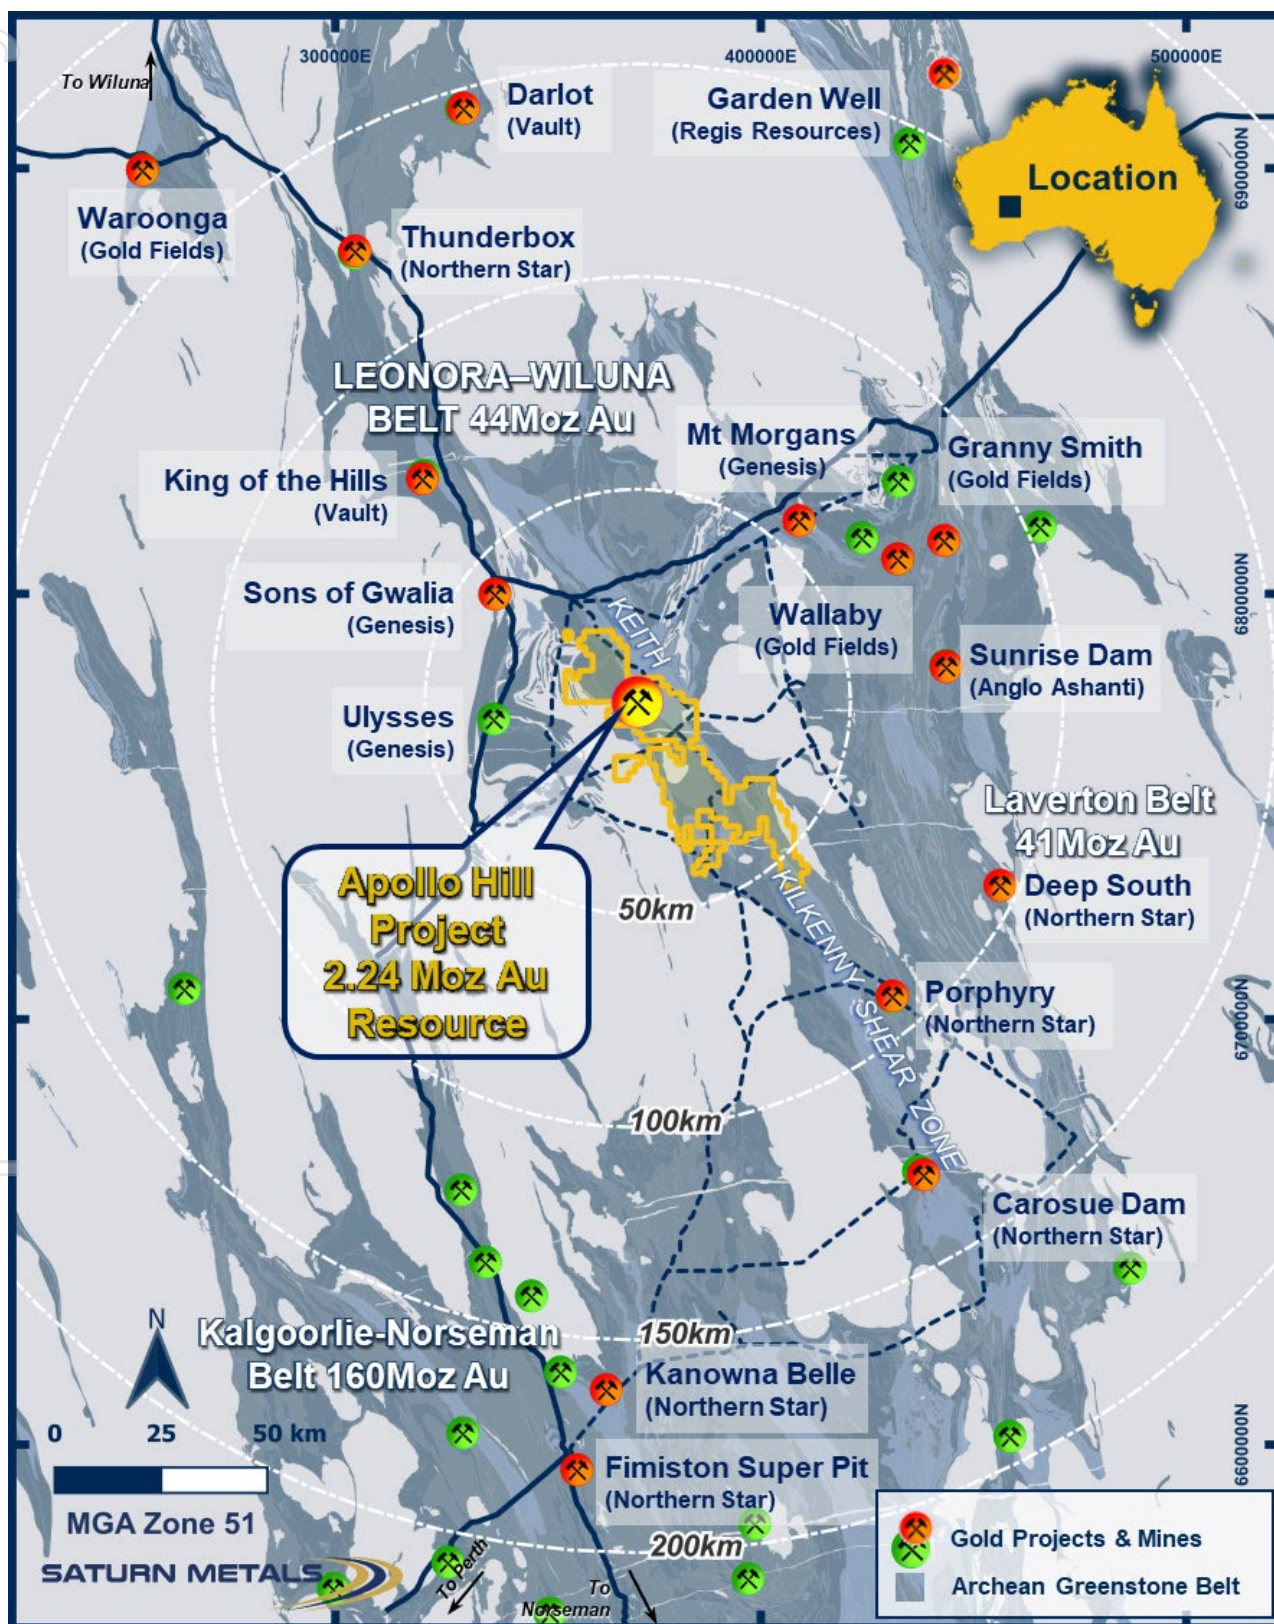 300000E
400000E
500000E
To Wiluna
Darlot
(Vault)
Garden Well
(Regis Resources)
Location
6900000N
Waroonga
(Gold Fields)
Thunderbox
(Northern Star)
LEONORA–WILUNA
BELT 44Moz Au
Mt Morgans
(Genesis)
Granny Smith
(Gold Fields)
King of the Hills
(Vault)
Sons of Gwalia
(Genesis)
KEITH
Wallaby
(Gold Fields)
6800000N
Sunrise Dam
(Anglo Ashanti)
Ulysses
(Genesis)
Laverton Belt
41Moz Au
Apollo Hill
Project
2.24 Moz Au
Resource
50km
KILKENNY SHEAR ZONE
Deep South
(Northern Star)
Porphyry
(Northern Star)
6700000N
100km
Carosue Dam
(Northern Star)
N
Kalgoorlie-Norseman
Belt 160Moz Au
150km
Kanowna Belle
(Northern Star)
0 25 50 km
6600000N
Fimiston Super Pit
(Northern Star)
MGA Zone 51
200km
SATURN METALS
To Perth
To
Norseman
Gold Projects & Mines
Archean Greenstone Belt